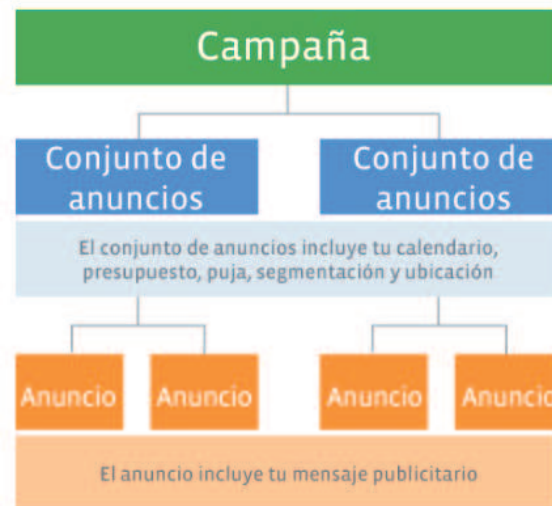 Campaña
Conjunto de
anuncios
Conjunto de
anuncios
El conjunto de anuncios incluye tu calendario,
presupuesto, puja, segmentación y ubicación
Anuncio
Anuncio
Anuncio
Anuncio
El anuncio incluye tu mensaje publicitario